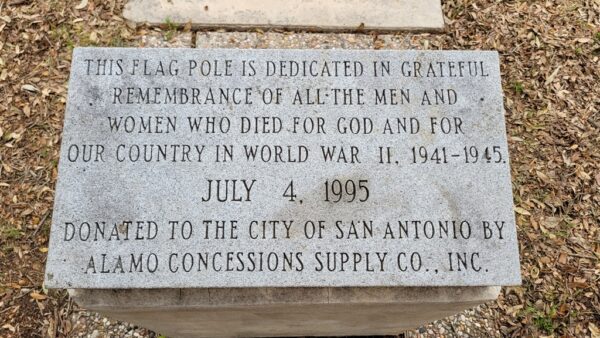 THIS FLAG POLE IS DEDICATED IN GRATEFUL
REMEMBRANCE OF ALL THE MEN AND
WOMEN WHO DIED FOR GOD AND FOR
OUR COUNTRY IN WORLD WAR II, 1941-1945.
JULY 4, 1995
DONATED TO THE CITY OF SAN ANTONIO BY
ALAMO CONCESSIONS SUPPLY CO., INC.